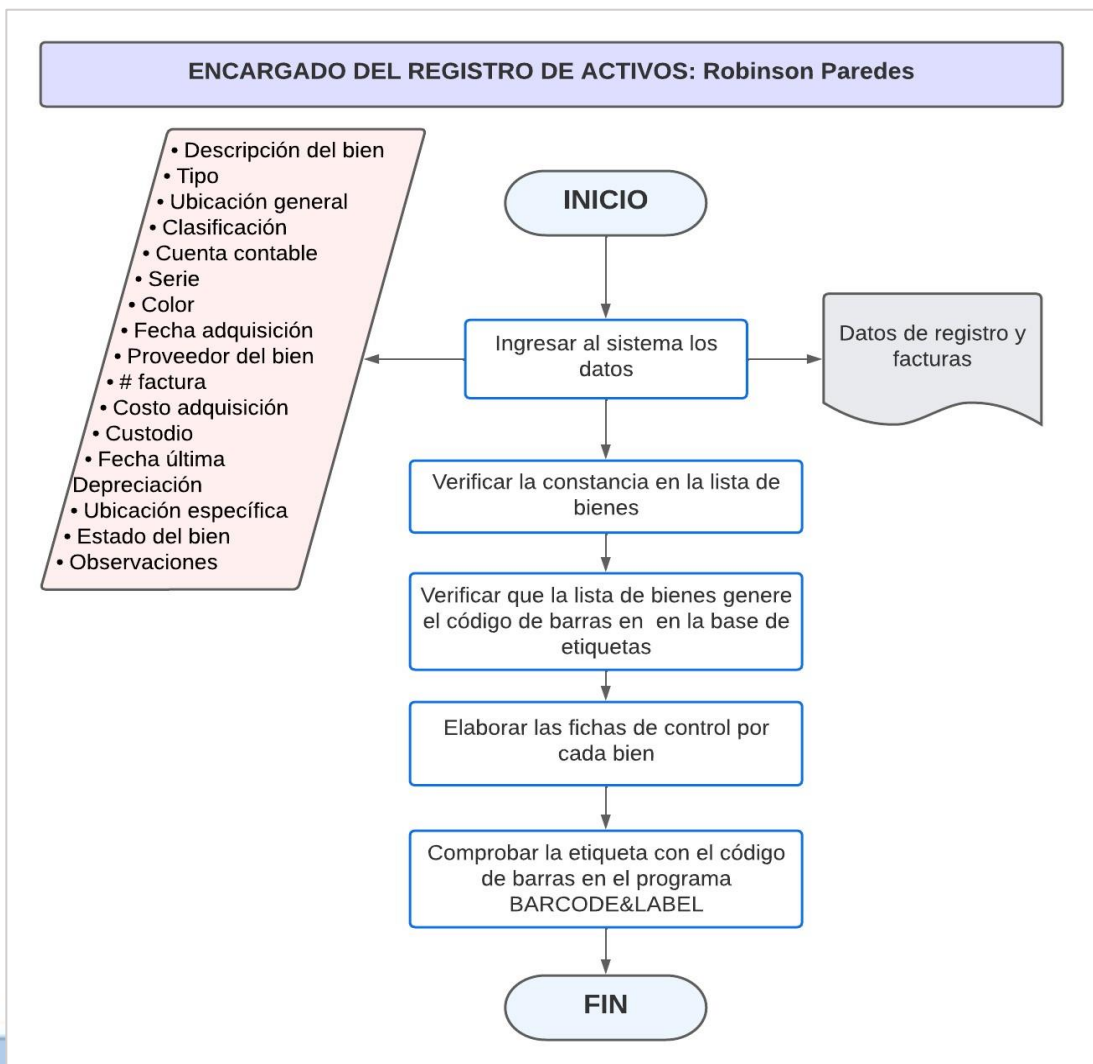 ENCARGADO DEL REGISTRO DE ACTIVOS: Robinson Paredes
• Descripción del bien
• Tipo
• Ubicación general
• Clasificación
• Cuenta contable
• Serie
• Color
• Fecha adquisición
• Proveedor del bien
• # factura
• Costo adquisición
• Custodio
• Fecha última
Depreciación
• Ubicación específica
• Estado del bien
• Observaciones
INICIO
Ingresar al sistema los
datos
Datos de registro y
facturas
Verificar la constancia en la lista de
bienes
Verificar que la lista de bienes genere
el código de barras en  en la base de
etiquetas
Elaborar las fichas de control por
cada bien
Comprobar la etiqueta con el código
de barras en el programa
BARCODE&LABEL
FIN